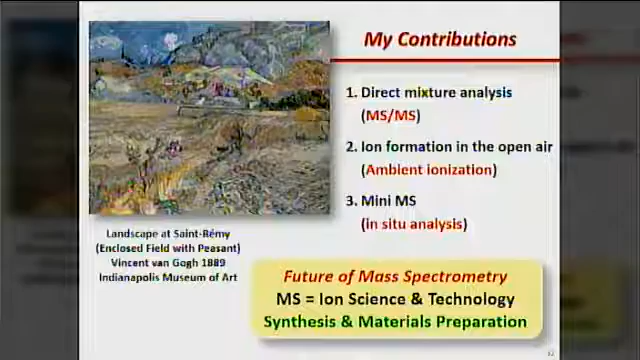 My Contributions
1. Direct mixture analysis
(MS/MS)
2. Ion formation in the open air
(Ambient ionization)
3. Mini MS
(in situ analysis)
Landscape at Saint-Rémy
(Enclosed Field with Peasant)
Vincent van Gogh 1889
Indianapolis Museum of Art
Future of Mass Spectrometry
MS = Ion Science & Technology
Synthesis & Materials Preparation